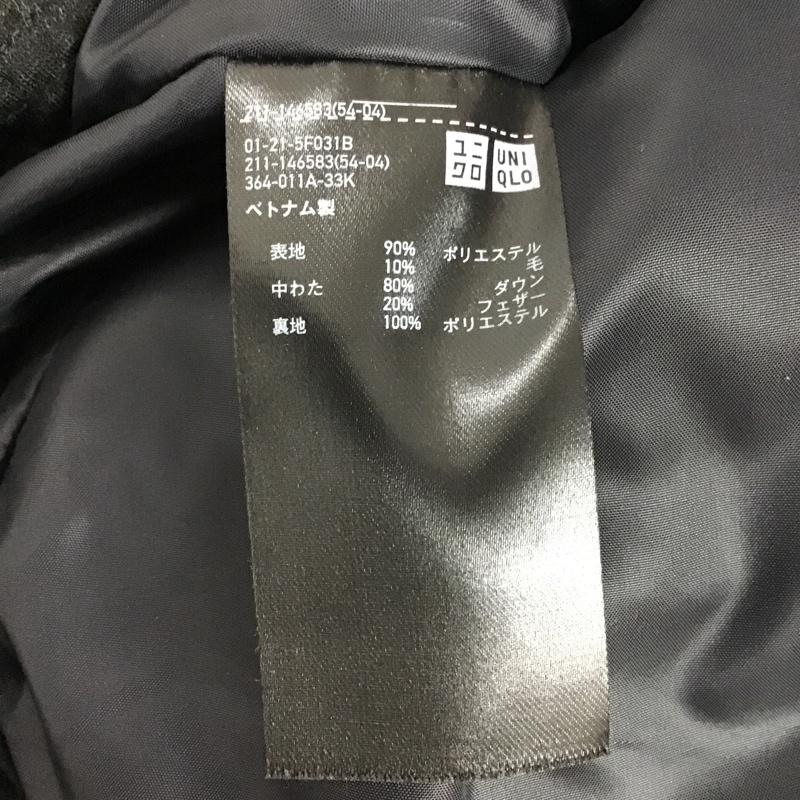 211-146583(54-04)
01-21-5F031B
211-146583(54-04)
364-011A-33K
ユニ
クロ
UNI
QLO
ベトナム製
表地 90% ポリエステル
10% 毛
中わた 80% ダウン
20% フェザー
裏地 100% ポリエステル